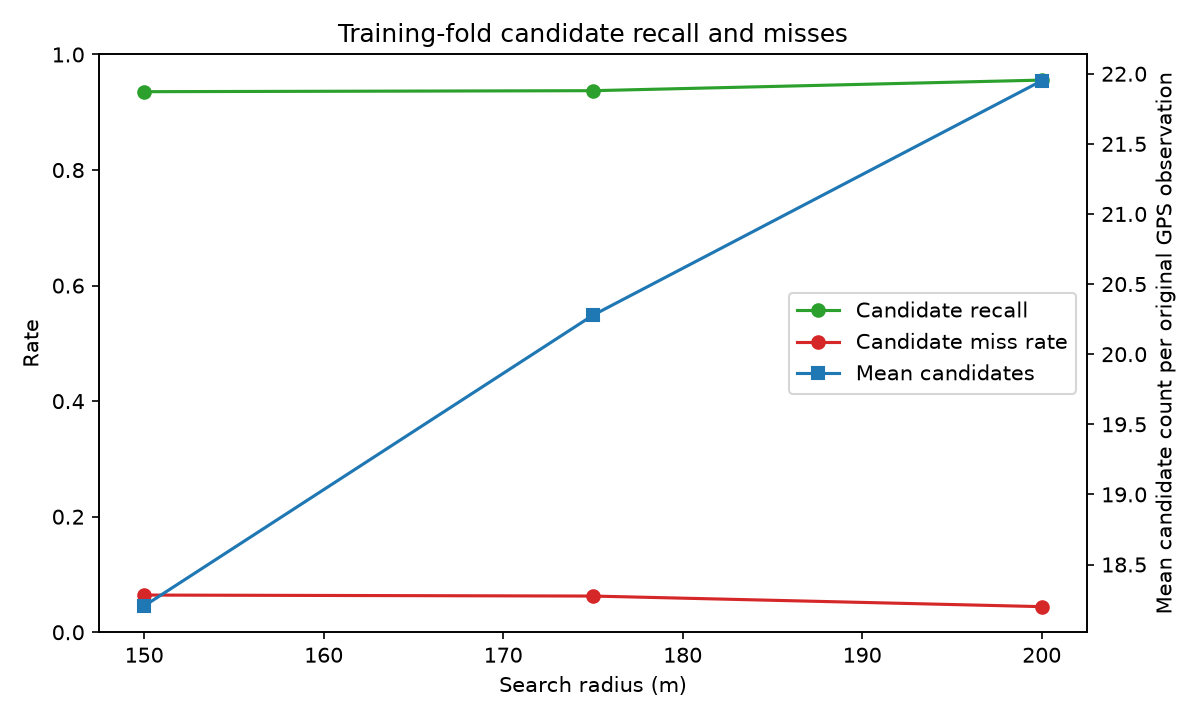 Training-fold candidate recall and misses
1.0
0.8
0.6
0.4
0.2
0.0
Rate
22.0
21.5
21.0
20.5
20.0
19.5
19.0
18.5
Mean candidate count per original GPS observation
Candidate recall
Candidate miss rate
Mean candidates
150 160 170 180 190 200
Search radius (m)